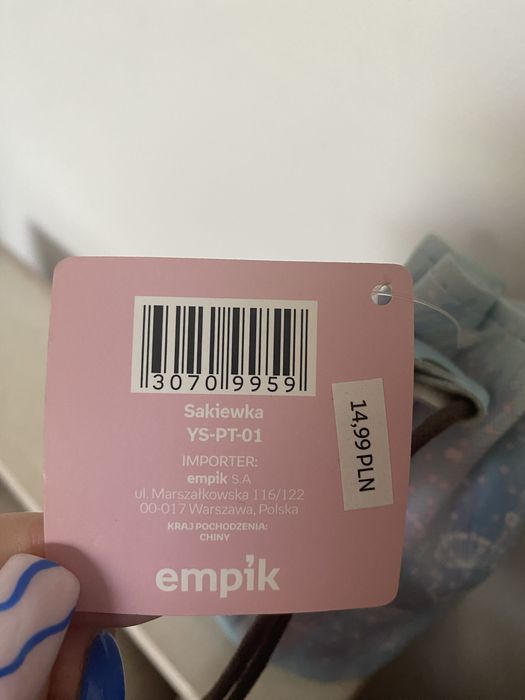 3070 9959
Sakiewka
YS-PT-01
IMPORTER:
empik S.A
ul. Marszałkowska 116/122
00-017 Warszawa, Polska
KRAJ POCHODZENIA:
CHINY
empik
14,99 PLN